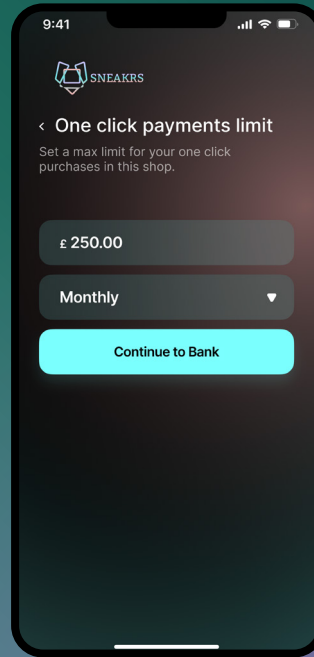 9:41
SNEAKRS
‹ One click payments limit
Set a max limit for your one click
purchases in this shop.
£ 250.00
Monthly
Continue to Bank